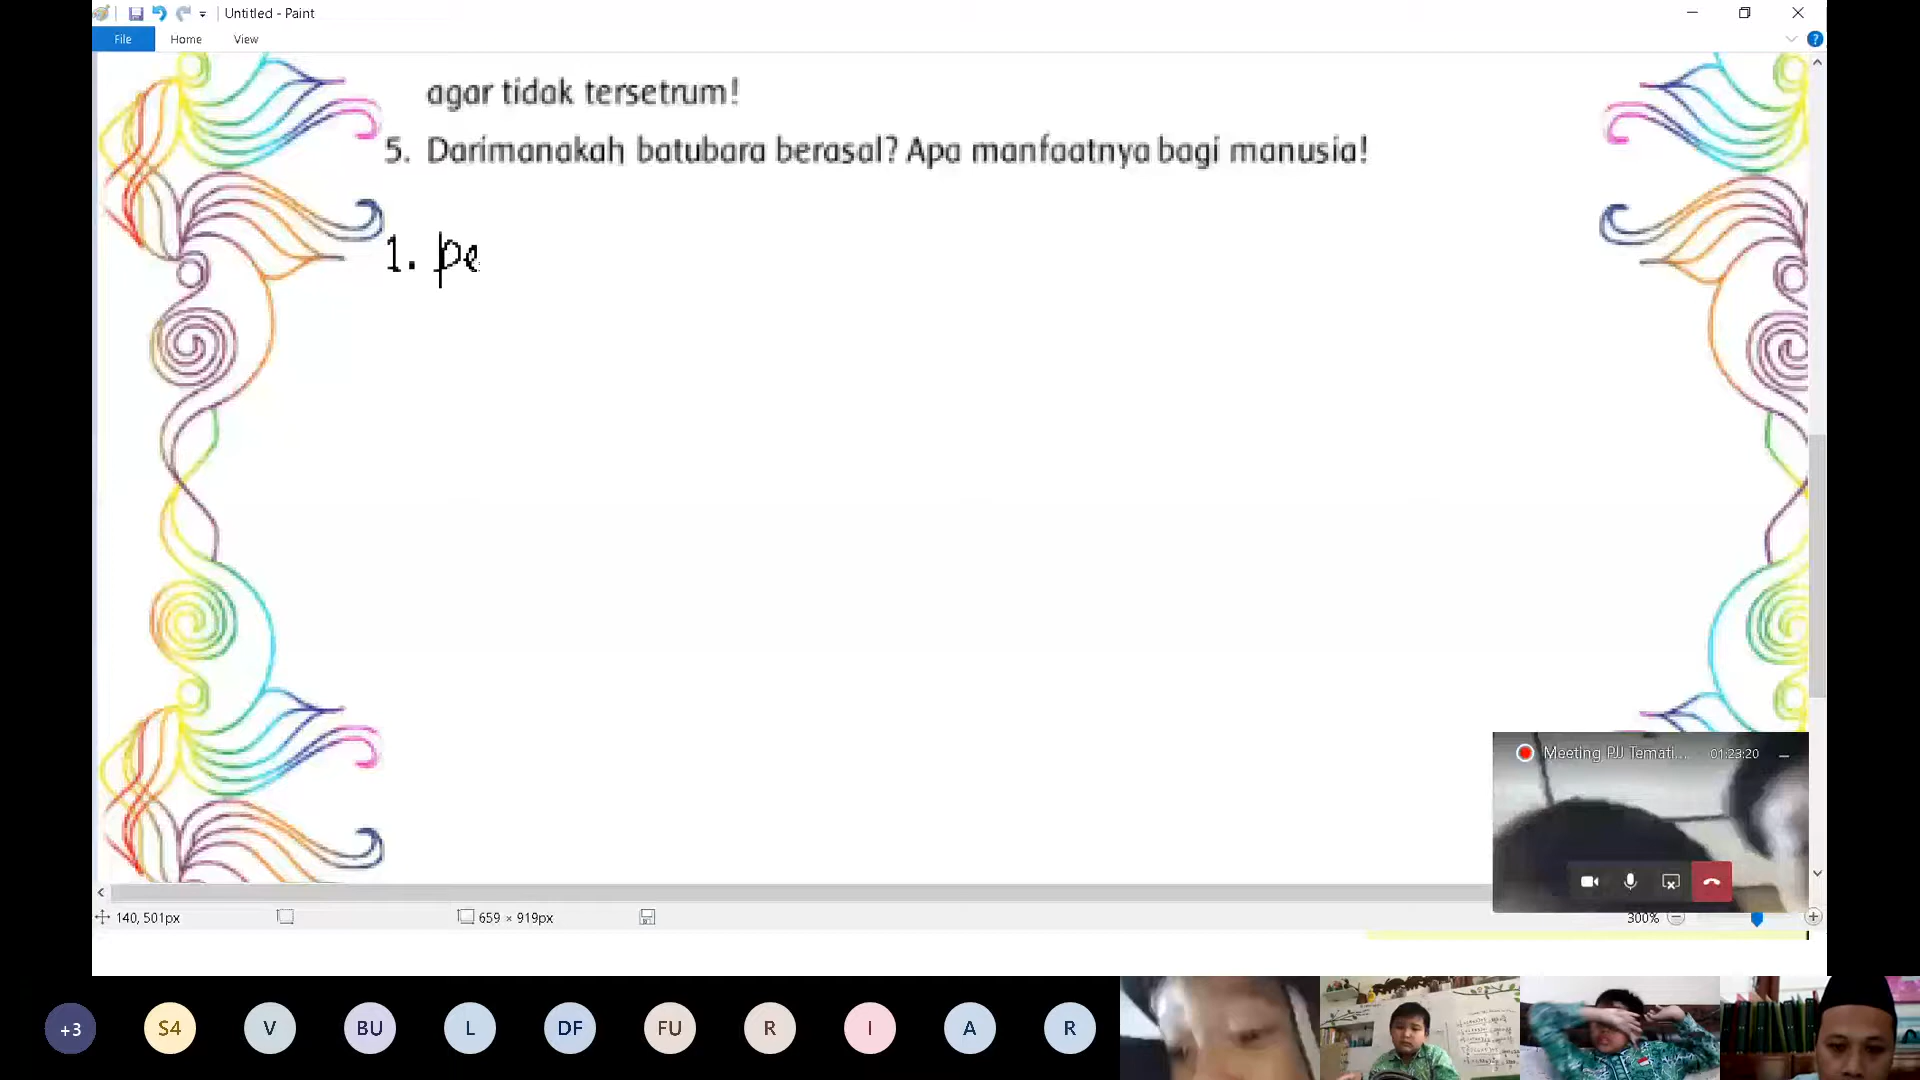 Untitled - Paint
File Home View
agar tidak tersetrum!
5. Darimanakah batubara berasal? Apa manfaatnya bagi manusia!
1. pe
Meeting PJJ Temati... 01:23:20
140, 501px 659 × 919px 300%
+3 S4 V BU L DF FU R I A R